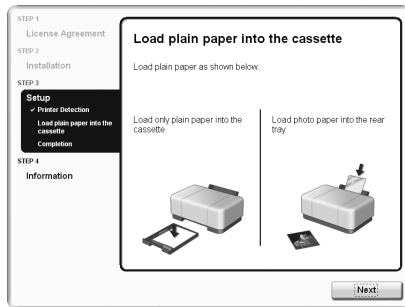 STEP 1
License Agreement
STEP 2
Installation
STEP 3
Setup
✓ Printer Detection
Load plain paper into the
cassette
Completion
STEP 4
Information
Load plain paper into the cassette
Load plain paper as shown below.
Load only plain paper into the
cassette
Load photo paper into the rear
tray
Next